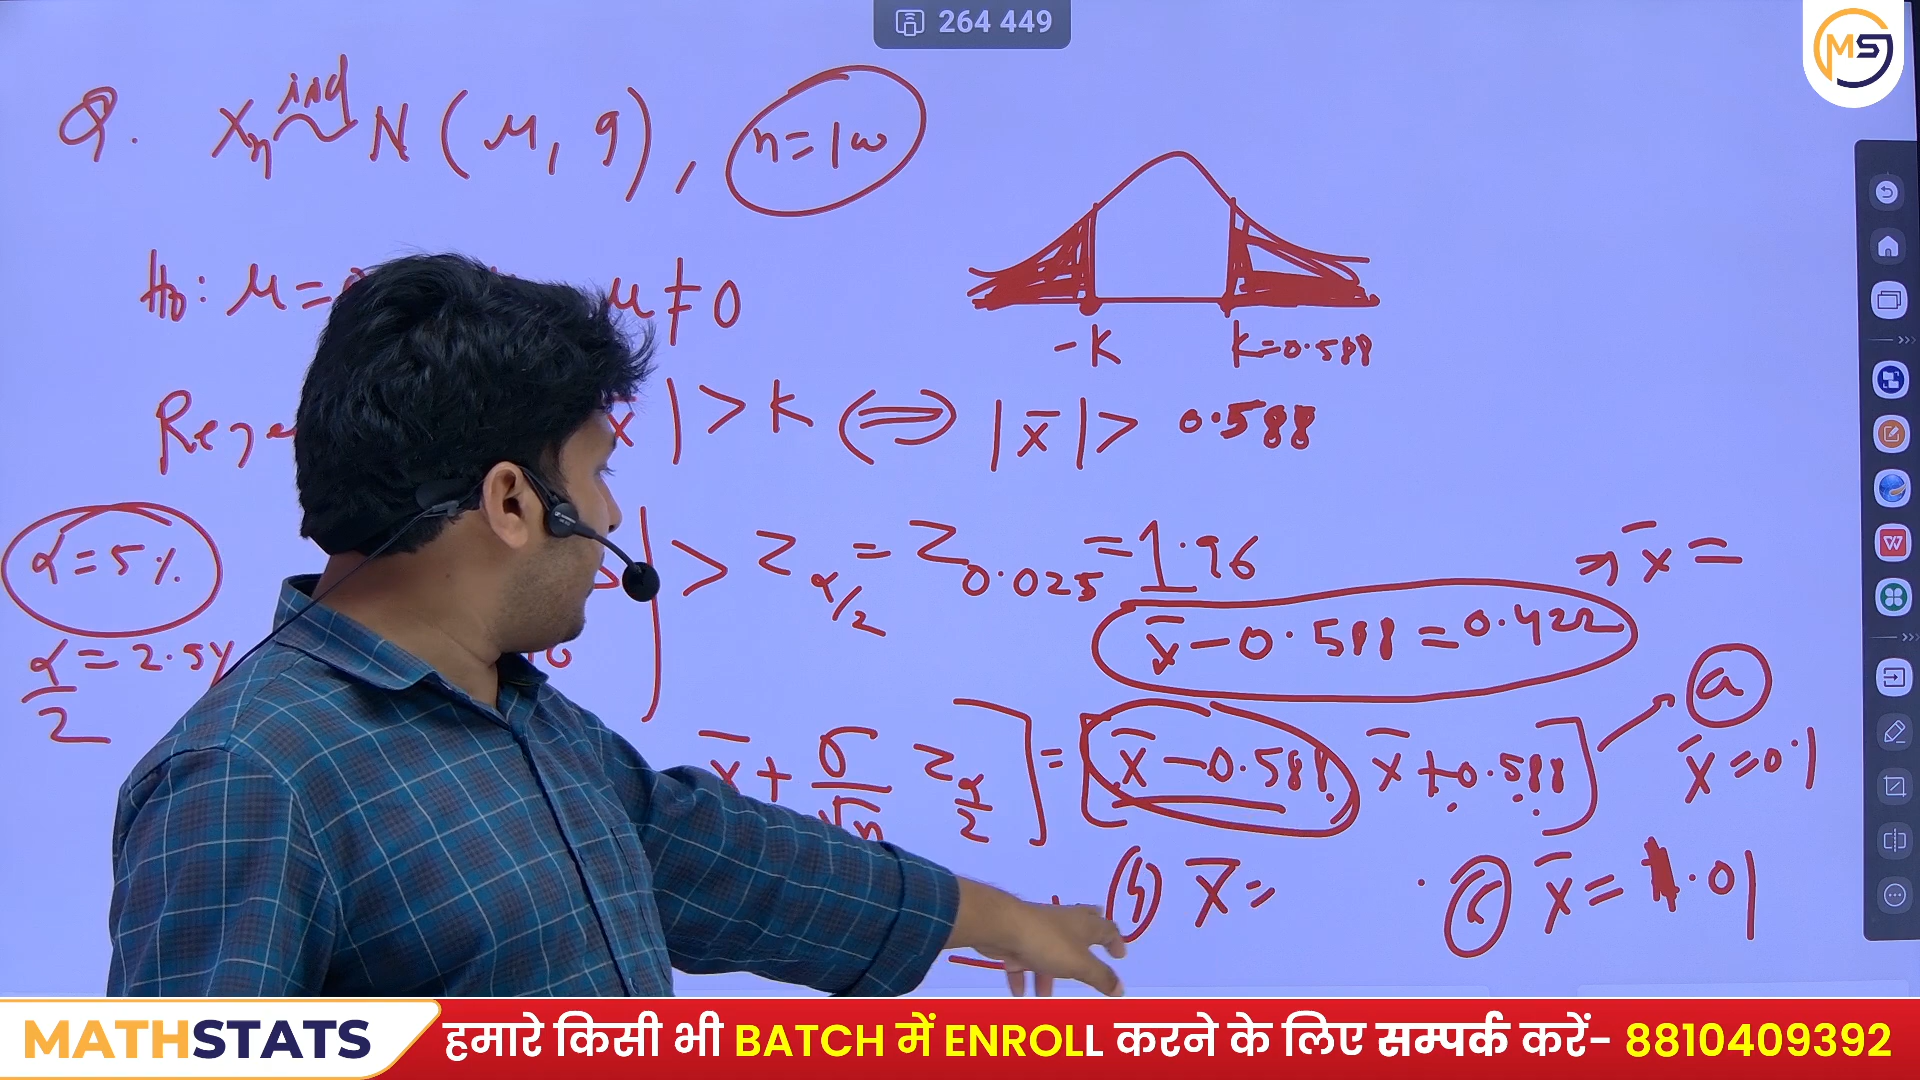 264 449
MS
Q. Xn ind ~ N(μ, 9), n=100
H0: μ= μ≠0
-K K=0.588
Reje x̄|>K ⟺ |x̄|> 0.588
α=5% > Zα/2 = Z0.025 = 1.96 → x̄=
x̄-0.588=0.422
α/2=2.5%
x̄+ σ/√n Zα/2]=[x̄-0.588, x̄+0.588] → (a)
x̄=0.1
x̄= x̄= 1.01
MATHSTATS
हमारे किसी भी BATCH में ENROLL करने के लिए सम्पर्क करें- 8810409392